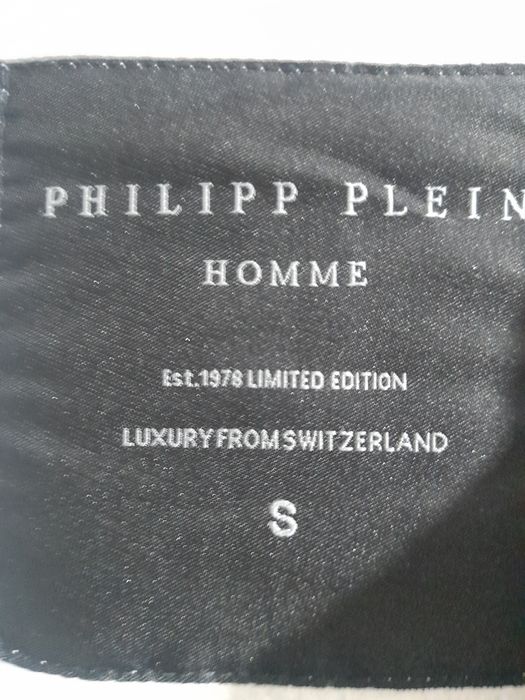 PHILIPP PLEIN
HOMME
Est.1978 LIMITED EDITION
LUXURY FROM SWITZERLAND
S